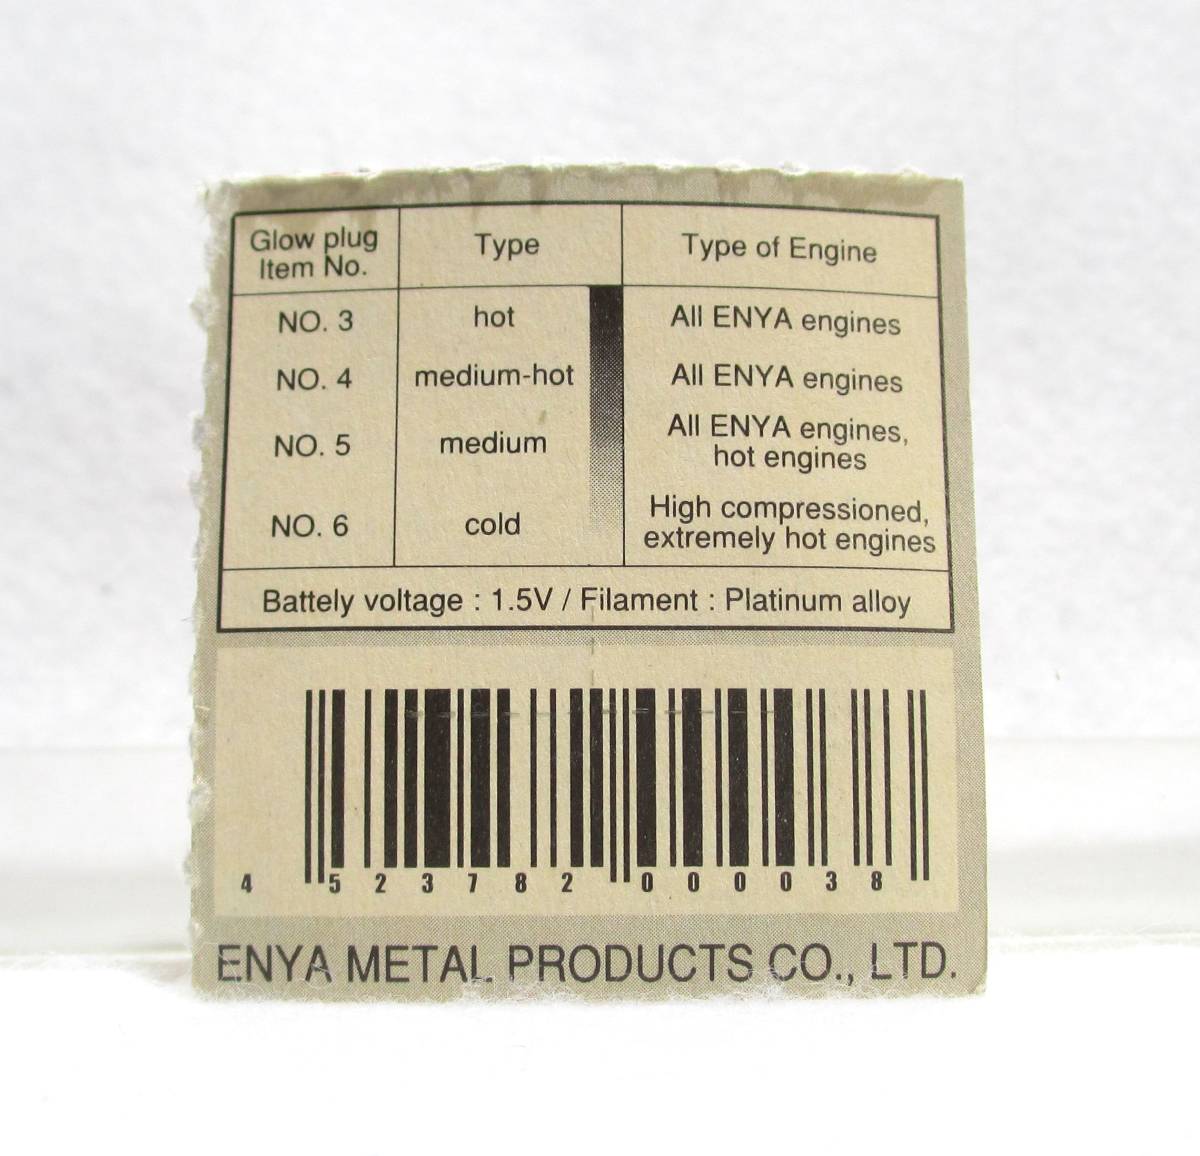 Glow plug Item No. Type Type of Engine
NO. 3 hot All ENYA engines
NO. 4 medium-hot All ENYA engines
NO. 5 medium All ENYA engines,
hot engines
NO. 6 cold High compressioned,
extremely hot engines
Battely voltage : 1.5V / Filament : Platinum alloy
4 523782 000038
ENYA METAL PRODUCTS CO., LTD.